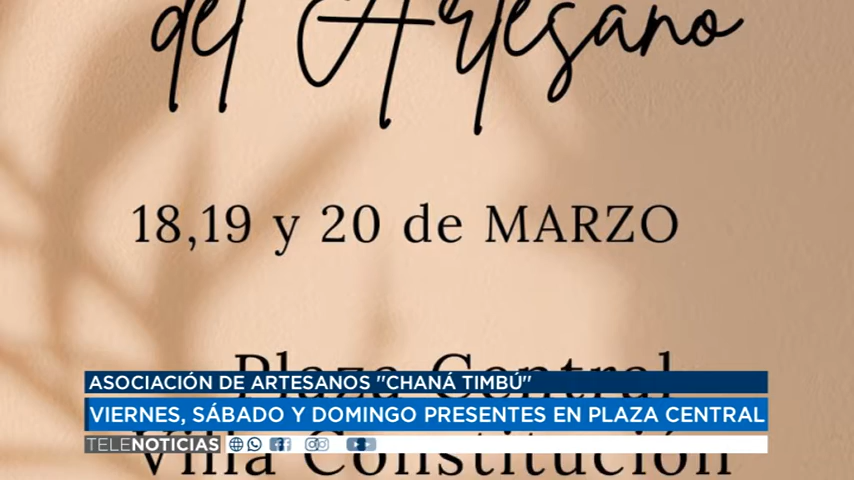 del Artesano
18,19 y 20 de MARZO
Plaza Central
ASOCIACIÓN DE ARTESANOS "CHANÁ TIMBÚ"
VIERNES, SÁBADO Y DOMINGO PRESENTES EN PLAZA CENTRAL
TELENOTICIAS
Villa Constitución